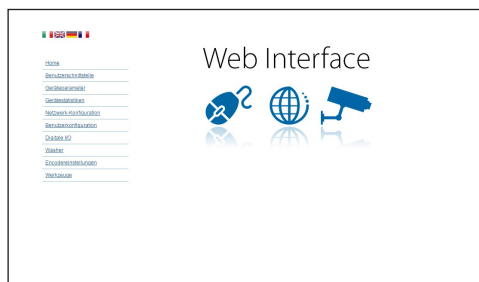 Web Interface
Home
Benutzerschnittstelle
Geräteparameter
Gerätestatistiken
Netzwerk-Konfiguration
Benutzerkonfiguration
Digitale I/O
Washer
Encodereinstellungen
Werkzeuge